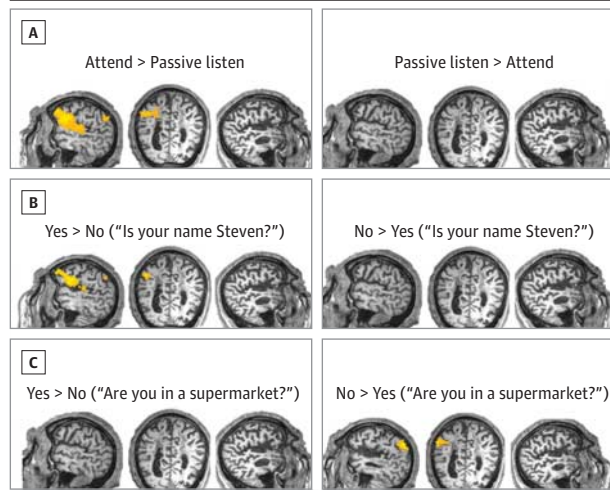 A
Attend > Passive listen
Passive listen > Attend
B
Yes > No ("Is your name Steven?")
No > Yes ("Is your name Steven?")
C
Yes > No ("Are you in a supermarket?")
No > Yes ("Are you in a supermarket?")